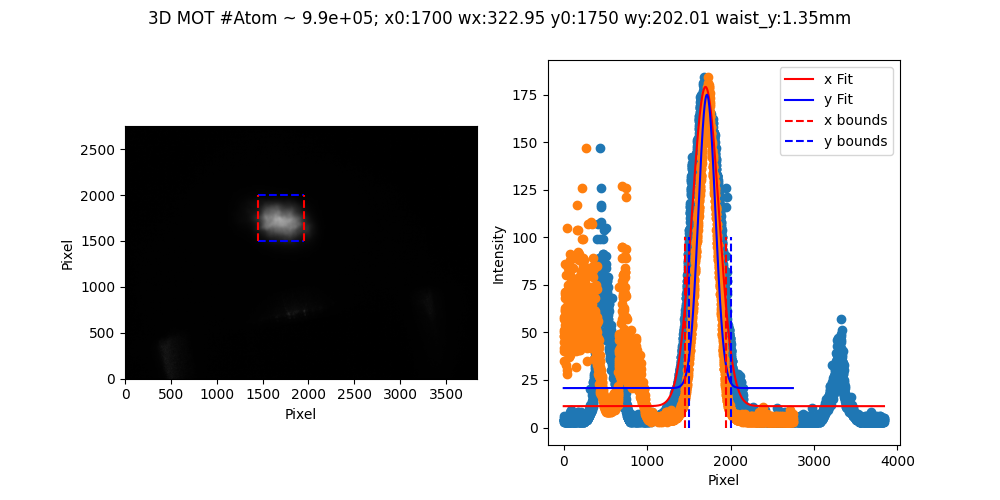 3D MOT #Atom ~ 9.9e+05; x0:1700 wx:322.95 y0:1750 wy:202.01 waist_y:1.35mm
2500
2000
1500
1000
500
0
Pixel
0 500 1000 1500 2000 2500 3000 3500
Pixel
175
150
125
100
75
50
25
0
Intensity
0 1000 2000 3000 4000
Pixel
x Fit
y Fit
x bounds
y bounds